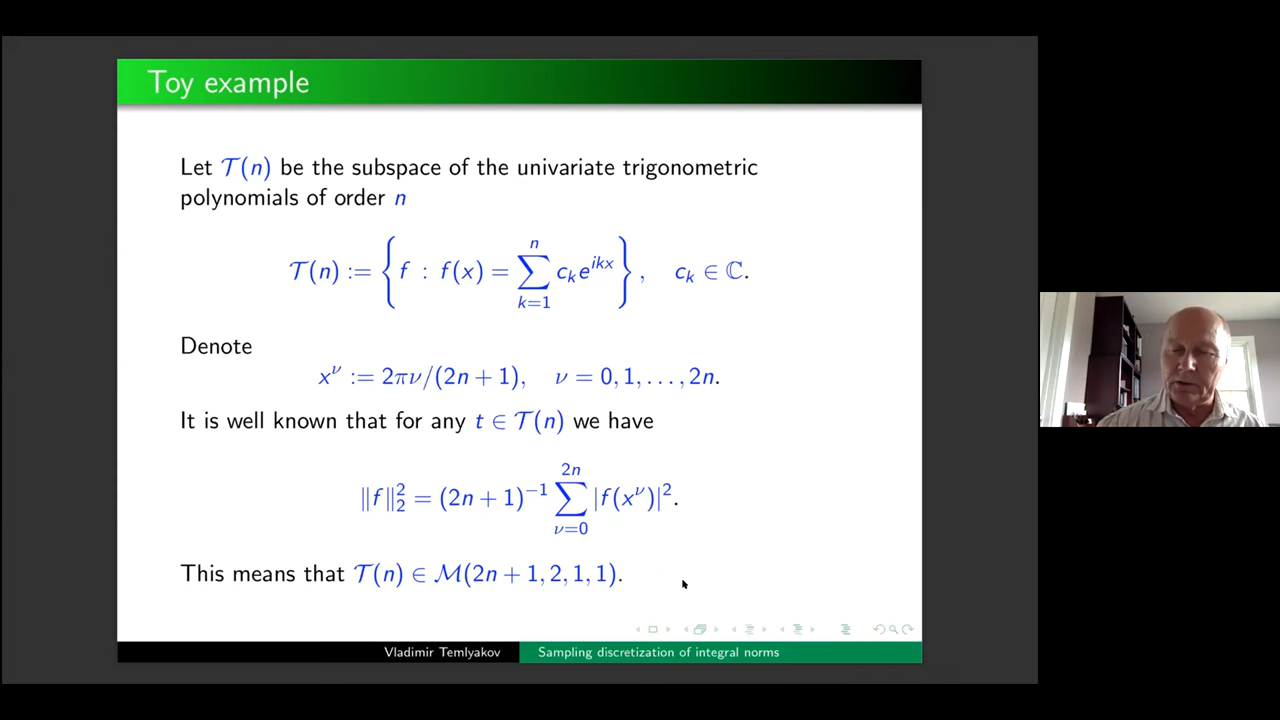 Toy example
Let 𝒯(n) be the subspace of the univariate trigonometric
polynomials of order n
𝒯(n) := { f : f(x) = ∑_{k=1}^{n} c_k e^{ikx} } , c_k ∈ ℂ.
Denote
x^ν := 2πν/(2n + 1), ν = 0, 1, . . . , 2n.
It is well known that for any t ∈ 𝒯(n) we have
‖f‖_2^2 = (2n + 1)^{-1} ∑_{ν=0}^{2n} |f(x^ν)|^2.
This means that 𝒯(n) ∈ ℳ(2n + 1, 2, 1, 1).
Vladimir Temlyakov
Sampling discretization of integral norms